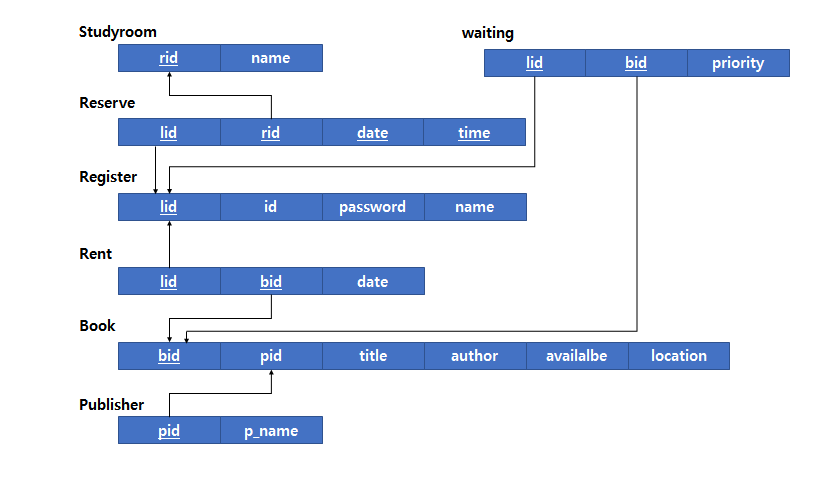 Studyroom
rid name
waiting
lid bid priority
Reserve
lid rid date time
Register
lid id password name
Rent
lid bid date
Book
bid pid title author availalbe location
Publisher
pid p_name